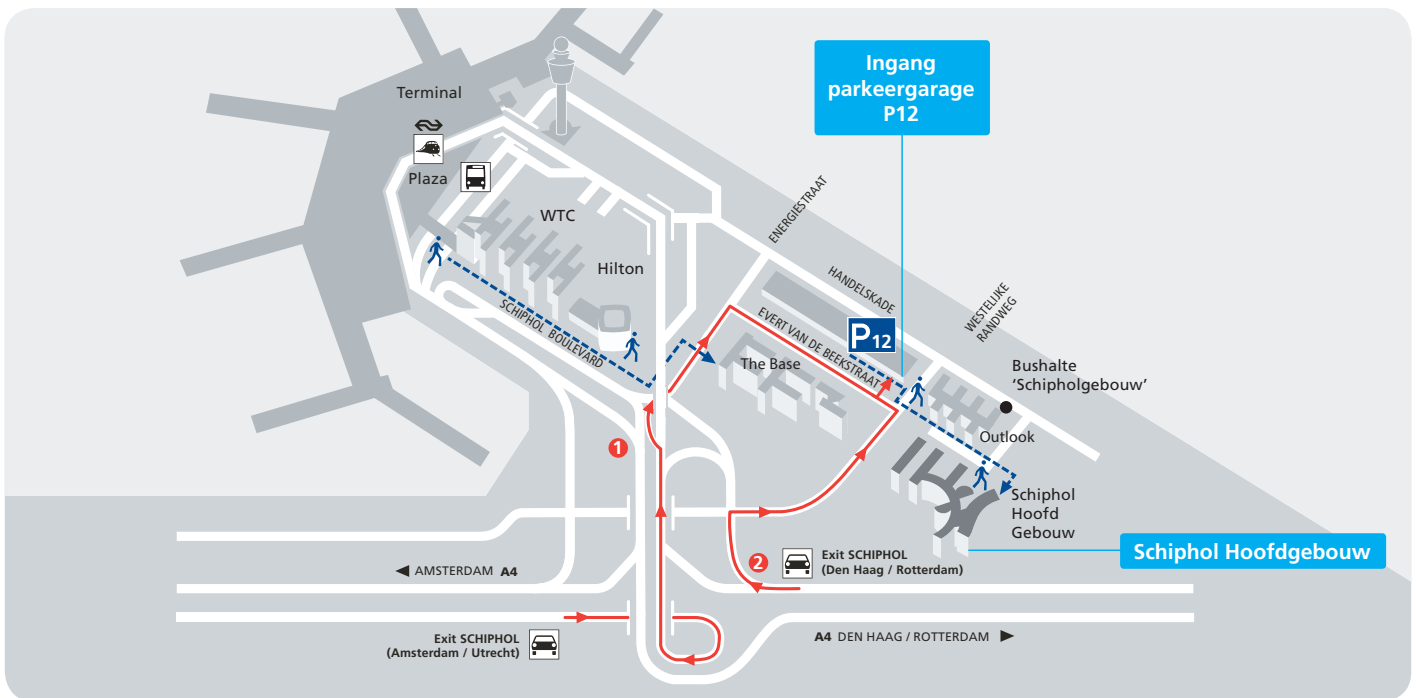 Ingang
parkeergarage
P12
Terminal
Plaza
WTC
Hilton
SCHIPHOL BOULEVARD
ENERGIESTRAAT
HANDELSKADE
WESTELIJKE
RANDWEG
EVERT VAN DE BEEKSTRAAT
P12
The Base
Bushalte
'Schipholgebouw'
Outlook
Schiphol
Hoofd
Gebouw
Schiphol Hoofdgebouw
1
2
Exit SCHIPHOL
(Den Haag / Rotterdam)
AMSTERDAM A4
Exit SCHIPHOL
(Amsterdam / Utrecht)
A4 DEN HAAG / ROTTERDAM